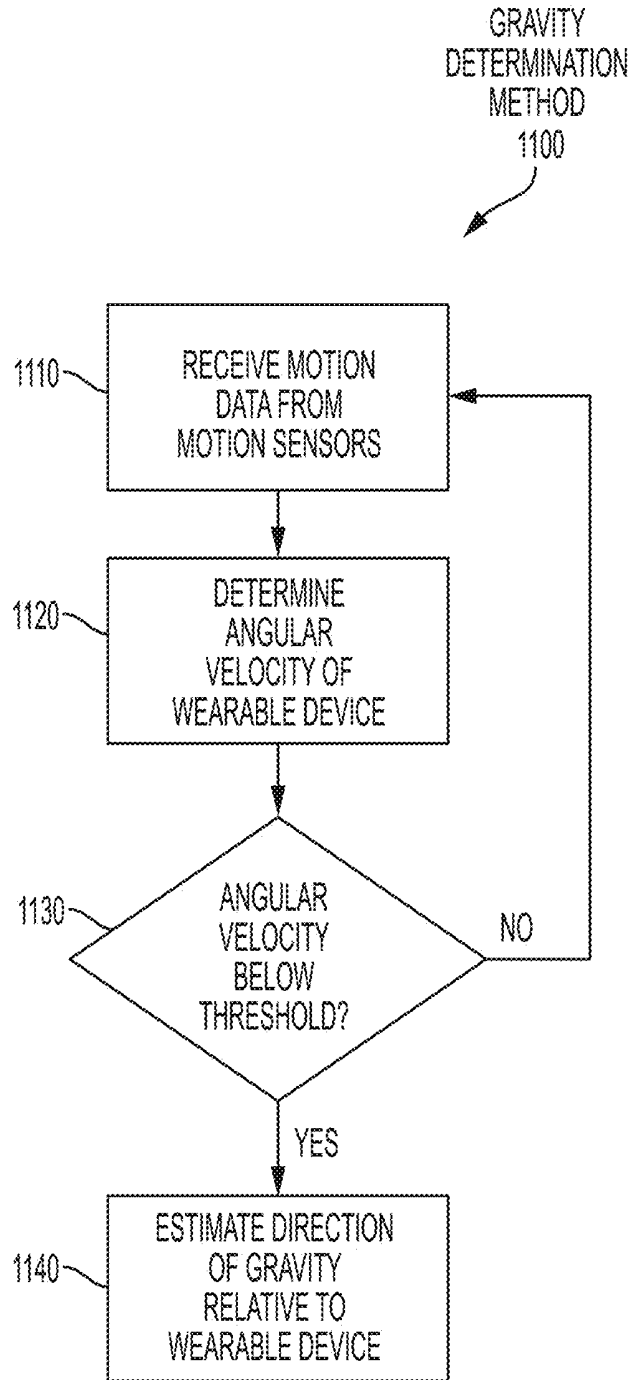 GRAVITY
DETERMINATION
METHOD
1100
1110
RECEIVE MOTION
DATA FROM
MOTION SENSORS
1120
DETERMINE
ANGULAR
VELOCITY OF
WEARABLE DEVICE
1130
ANGULAR
VELOCITY
BELOW
THRESHOLD?
NO
YES
1140
ESTIMATE DIRECTION
OF GRAVITY
RELATIVE TO
WEARABLE DEVICE